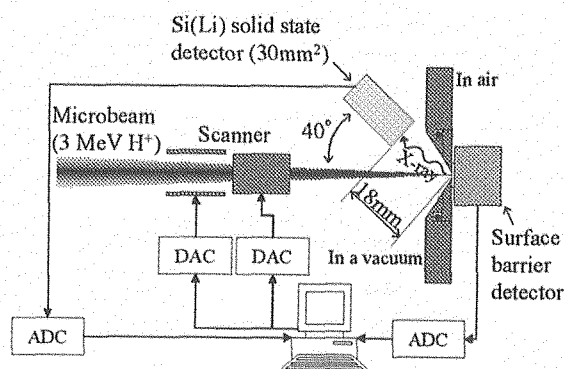 Si(Li) solid state
detector (30mm²)
In air
Microbeam
(3 MeV H⁺)
Scanner
40°
X-ray
18mm
DAC
DAC
In a vacuum
Surface
barrier
detector
ADC
ADC